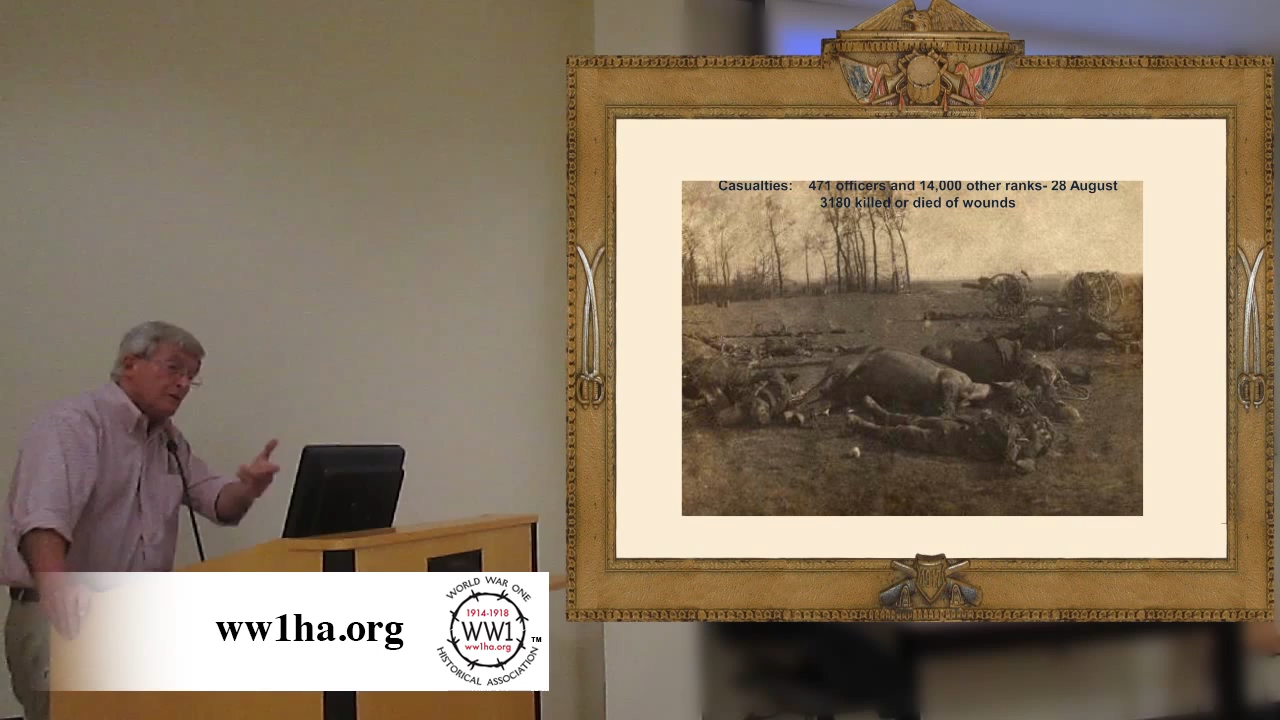 Casualties: 471 officers and 14,000 other ranks- 28 August
3180 killed or died of wounds
ww1ha.org
WORLD WAR ONE
1914-1918
WW1
ww1ha.org
HISTORICAL ASSOCIATION
TM